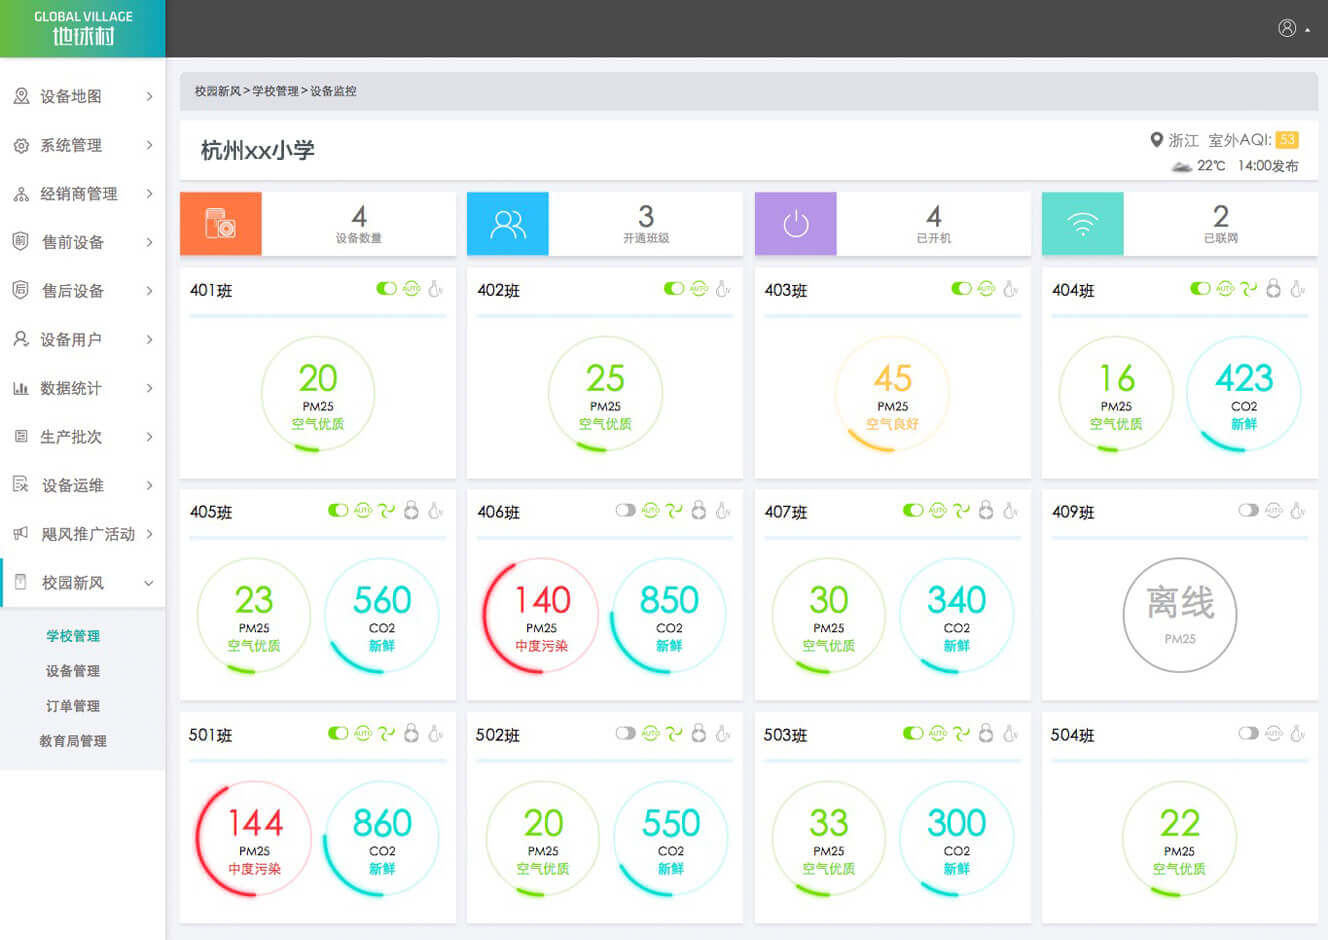 GLOBAL VILLAGE
地球村
设备地图
系统管理
经销商管理
售前设备
售后设备
设备用户
数据统计
生产批次
设备运维
飓风推广活动
校园新风
学校管理
设备管理
订单管理
教育局管理
校园新风>学校管理>设备监控
杭州xx小学
浙江 室外AQI: 53
22℃ 14:00发布
4
设备数量
3
开通班级
4
已开机
2
已联网
401班
AUTO
20
PM25
空气优质
402班
AUTO
25
PM25
空气优质
403班
AUTO
45
PM25
空气良好
404班
AUTO
16
PM25
空气优质
423
CO2
新鲜
405班
AUTO
23
PM25
空气优质
560
CO2
新鲜
406班
AUTO
140
PM25
中度污染
850
CO2
新鲜
407班
AUTO
30
PM25
空气优质
340
CO2
新鲜
409班
AUTO
离线
PM25
501班
AUTO
144
PM25
中度污染
860
CO2
新鲜
502班
AUTO
20
PM25
空气优质
550
CO2
新鲜
503班
AUTO
33
PM25
空气优质
300
CO2
新鲜
504班
AUTO
22
PM25
空气优质